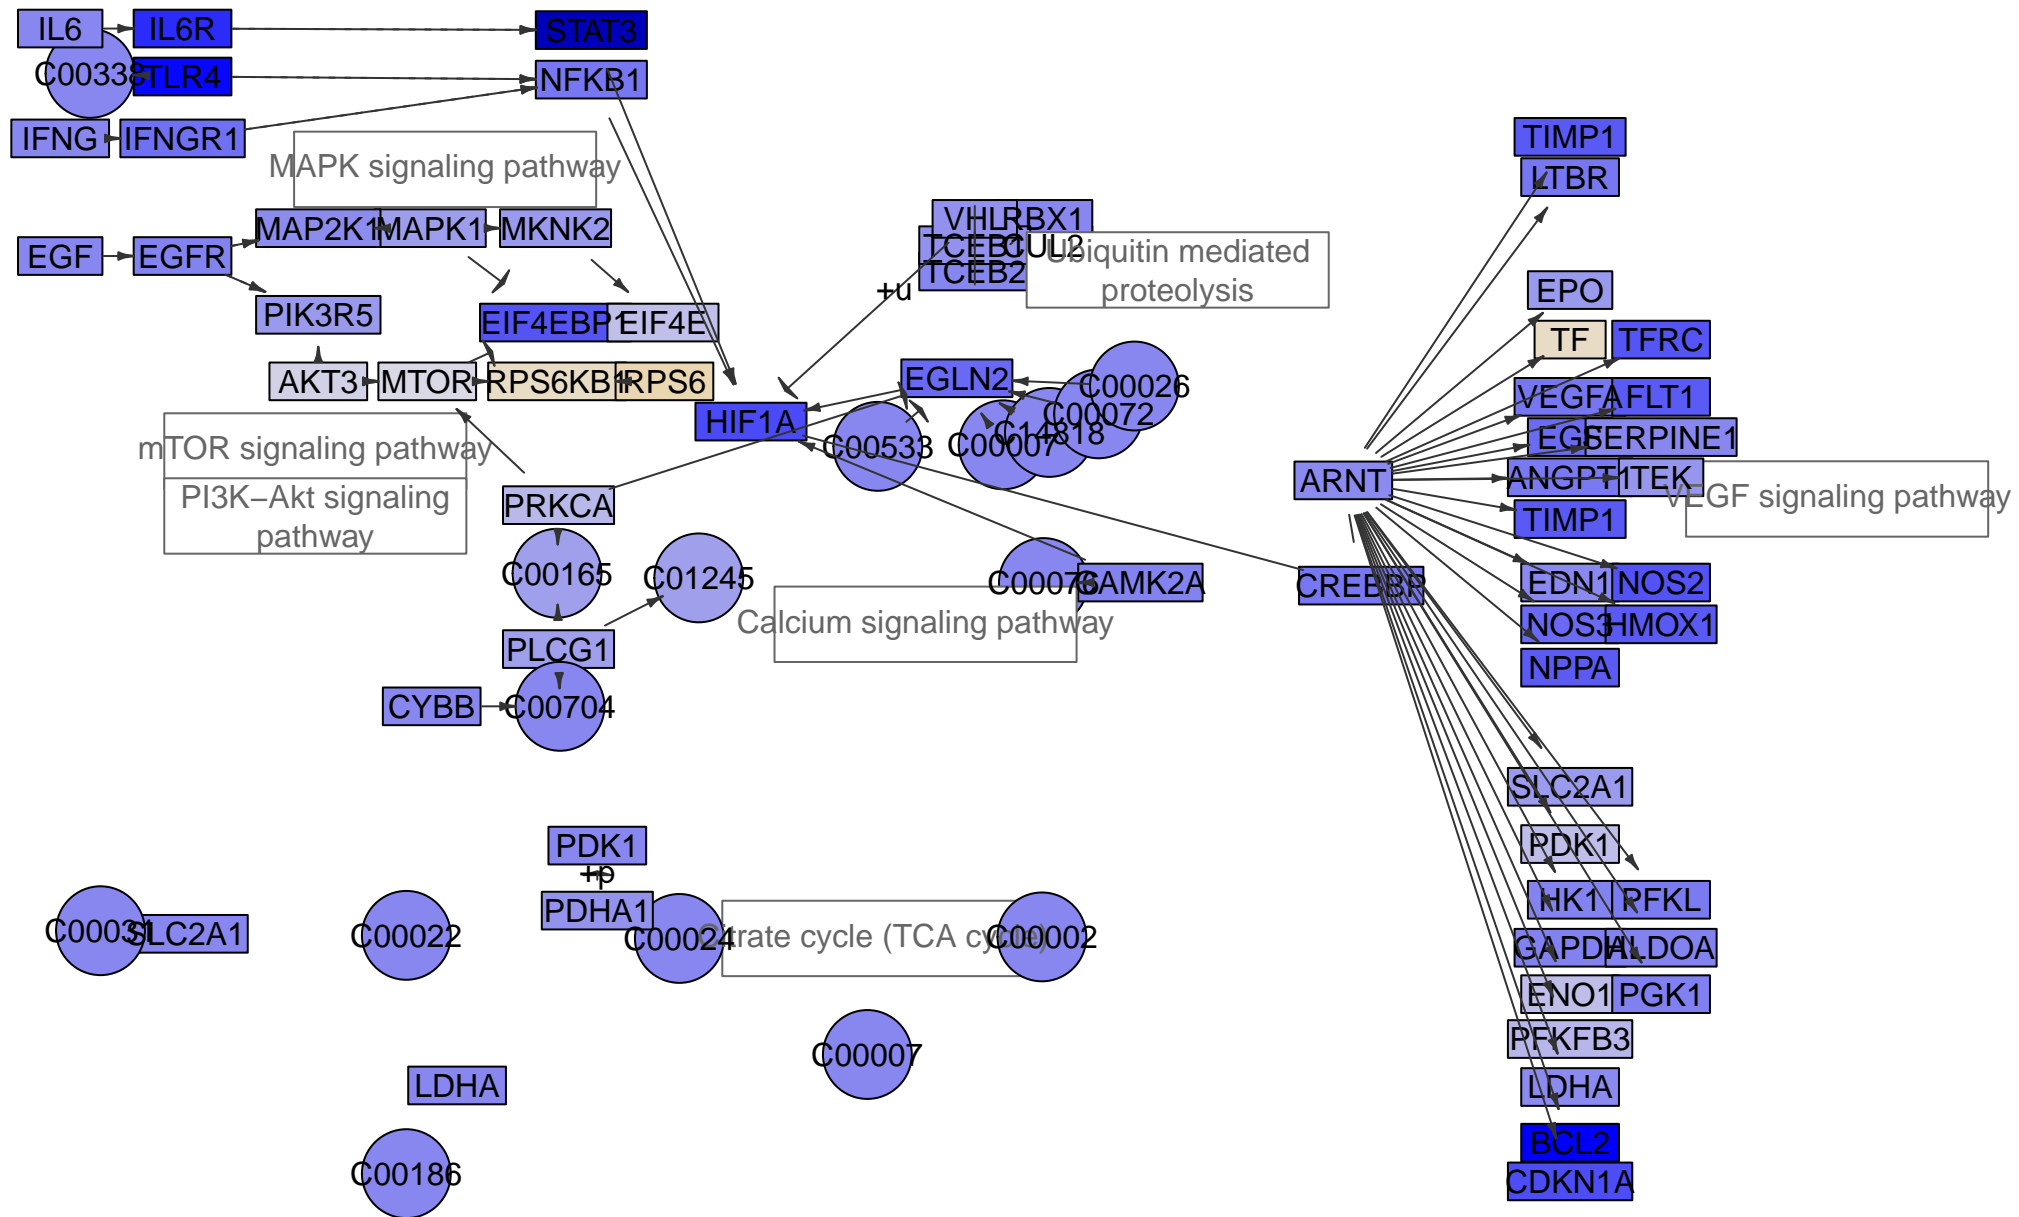 IL6
IL6R
STAT3
C00338
TLR4
NFKB1
IFNG
IFNGR1
MAPK signaling pathway
TIMP1
LTBR
MAP2K1
MAPK1
MKNK2
VHL
RBX1
TCEB1
CUL2
TCEB2
Ubiquitin mediated
proteolysis
+u
EGF
EGFR
PIK3R5
EIF4EBP1
EIF4E
EPO
TF
TFRC
AKT3
MTOR
RPS6KB1
RPS6
EGLN2
C00026
C00072
C14818
C00007
C00533
HIF1A
VEGFA
FLT1
EGF
SERPINE1
mTOR signaling pathway
PI3K−Akt signaling
pathway
PRKCA
ARNT
ANGPT1
TEK
VEGF signaling pathway
TIMP1
C00165
C01245
C00076
CAMK2A
CREBBP
EDN1
NOS2
Calcium signaling pathway
NOS3
HMOX1
PLCG1
NPPA
CYBB
C00704
SLC2A1
PDK1
PDK1
+p
PDHA1
HK1
PFKL
C00031
SLC2A1
C00022
C00024
Citrate cycle (TCA cycle)
C00002
GAPDH
ALDOA
ENO1
PGK1
PFKFB3
C00007
LDHA
LDHA
BCL2
C00186
CDKN1A